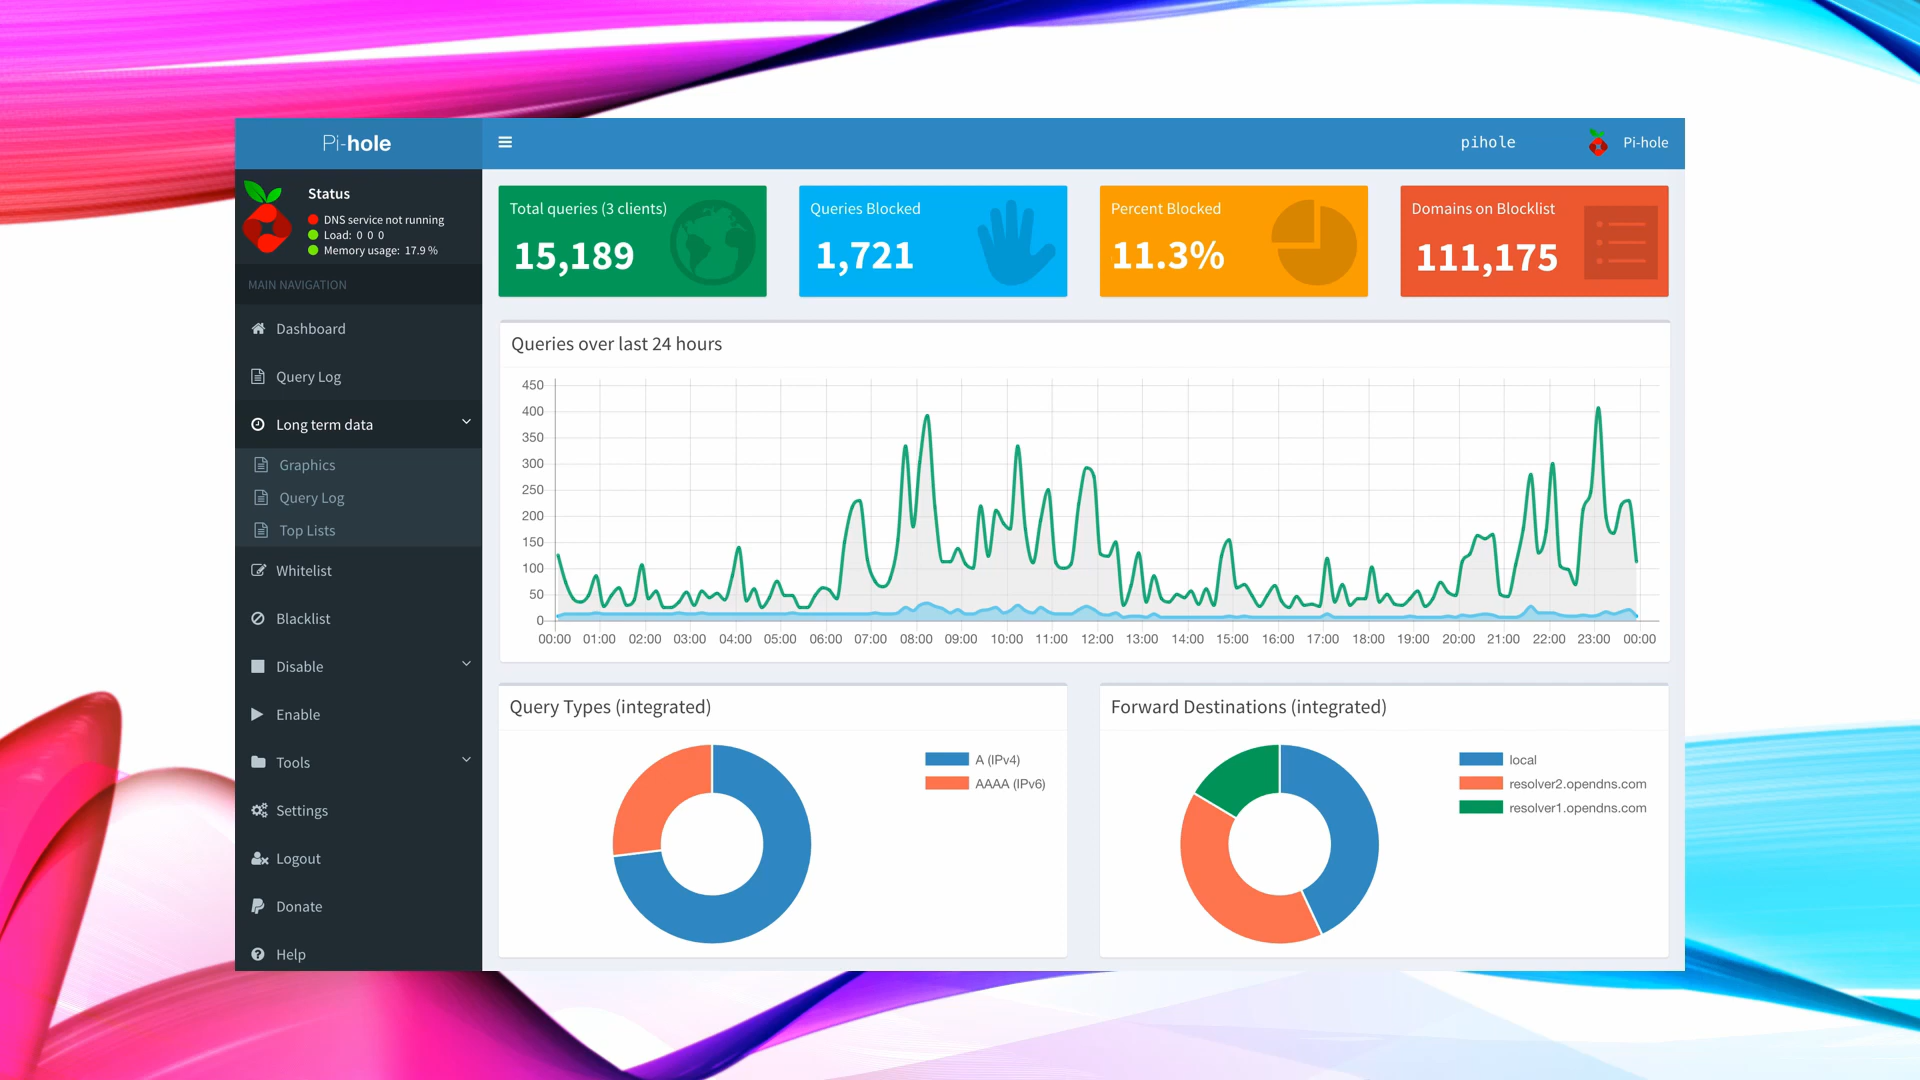 Pi-hole
pihole
Pi-hole
Status
DNS service not running
Load: 0 0 0
Memory usage: 17.9 %
MAIN NAVIGATION
Dashboard
Query Log
Long term data
Graphics
Query Log
Top Lists
Whitelist
Blacklist
Disable
Enable
Tools
Settings
Logout
Donate
Help
Total queries (3 clients)
15,189
Queries Blocked
1,721
Percent Blocked
11.3%
Domains on Blocklist
111,175
Queries over last 24 hours
450
400
350
300
250
200
150
100
50
0
00:00 01:00 02:00 03:00 04:00 05:00 06:00 07:00 08:00 09:00 10:00 11:00 12:00 13:00 14:00 15:00 16:00 17:00 18:00 19:00 20:00 21:00 22:00 23:00 00:00
Query Types (integrated)
A (IPv4)
AAAA (IPv6)
Forward Destinations (integrated)
local
resolver2.opendns.com
resolver1.opendns.com